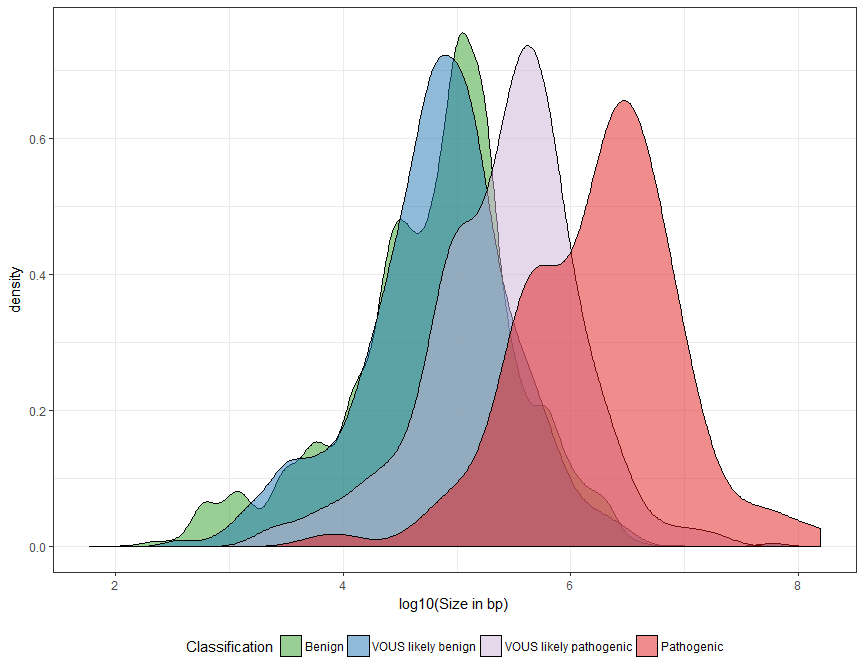 density
0.6
0.4
0.2
0.0
2 4 6 8
log10(Size in bp)
Classification Benign VOUS likely benign VOUS likely pathogenic Pathogenic